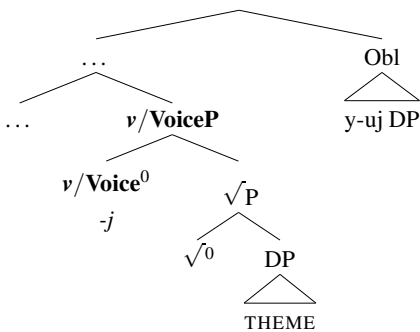 ... Obl
... v/VoiceP y-uj DP
v/Voice⁰ √P
-j
√⁰ DP
THEME